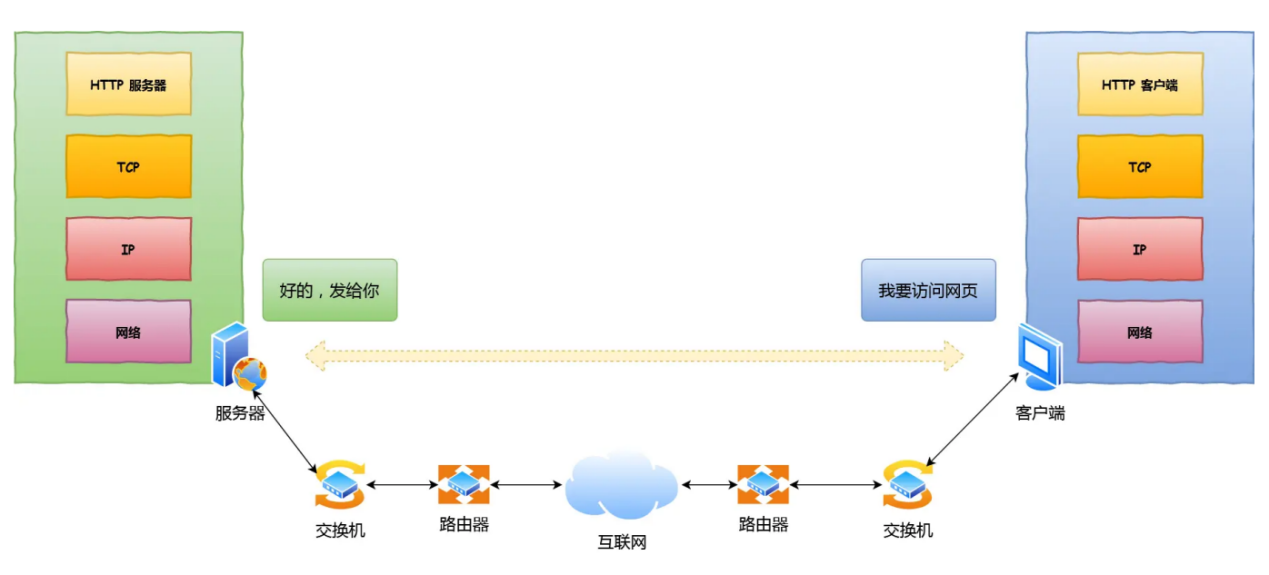 HTTP 服务器
TCP
IP
网络
好的，发给你
服务器
HTTP 客户端
TCP
IP
网络
我要访问网页
客户端
交换机
路由器
互联网
路由器
交换机